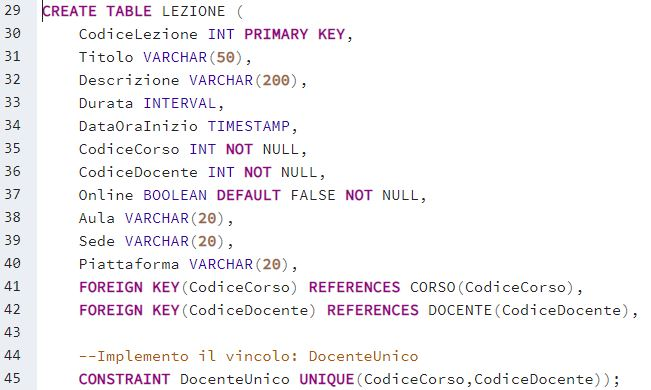 29 CREATE TABLE LEZIONE (
30 CodiceLezione INT PRIMARY KEY,
31 Titolo VARCHAR(50),
32 Descrizione VARCHAR(200),
33 Durata INTERVAL,
34 DataOraInizio TIMESTAMP,
35 CodiceCorso INT NOT NULL,
36 CodiceDocente INT NOT NULL,
37 Online BOOLEAN DEFAULT FALSE NOT NULL,
38 Aula VARCHAR(20),
39 Sede VARCHAR(20),
40 Piattaforma VARCHAR(20),
41 FOREIGN KEY(CodiceCorso) REFERENCES CORSO(CodiceCorso),
42 FOREIGN KEY(CodiceDocente) REFERENCES DOCENTE(CodiceDocente),
43
44 --Implemento il vincolo: DocenteUnico
45 CONSTRAINT DocenteUnico UNIQUE(CodiceCorso,CodiceDocente));